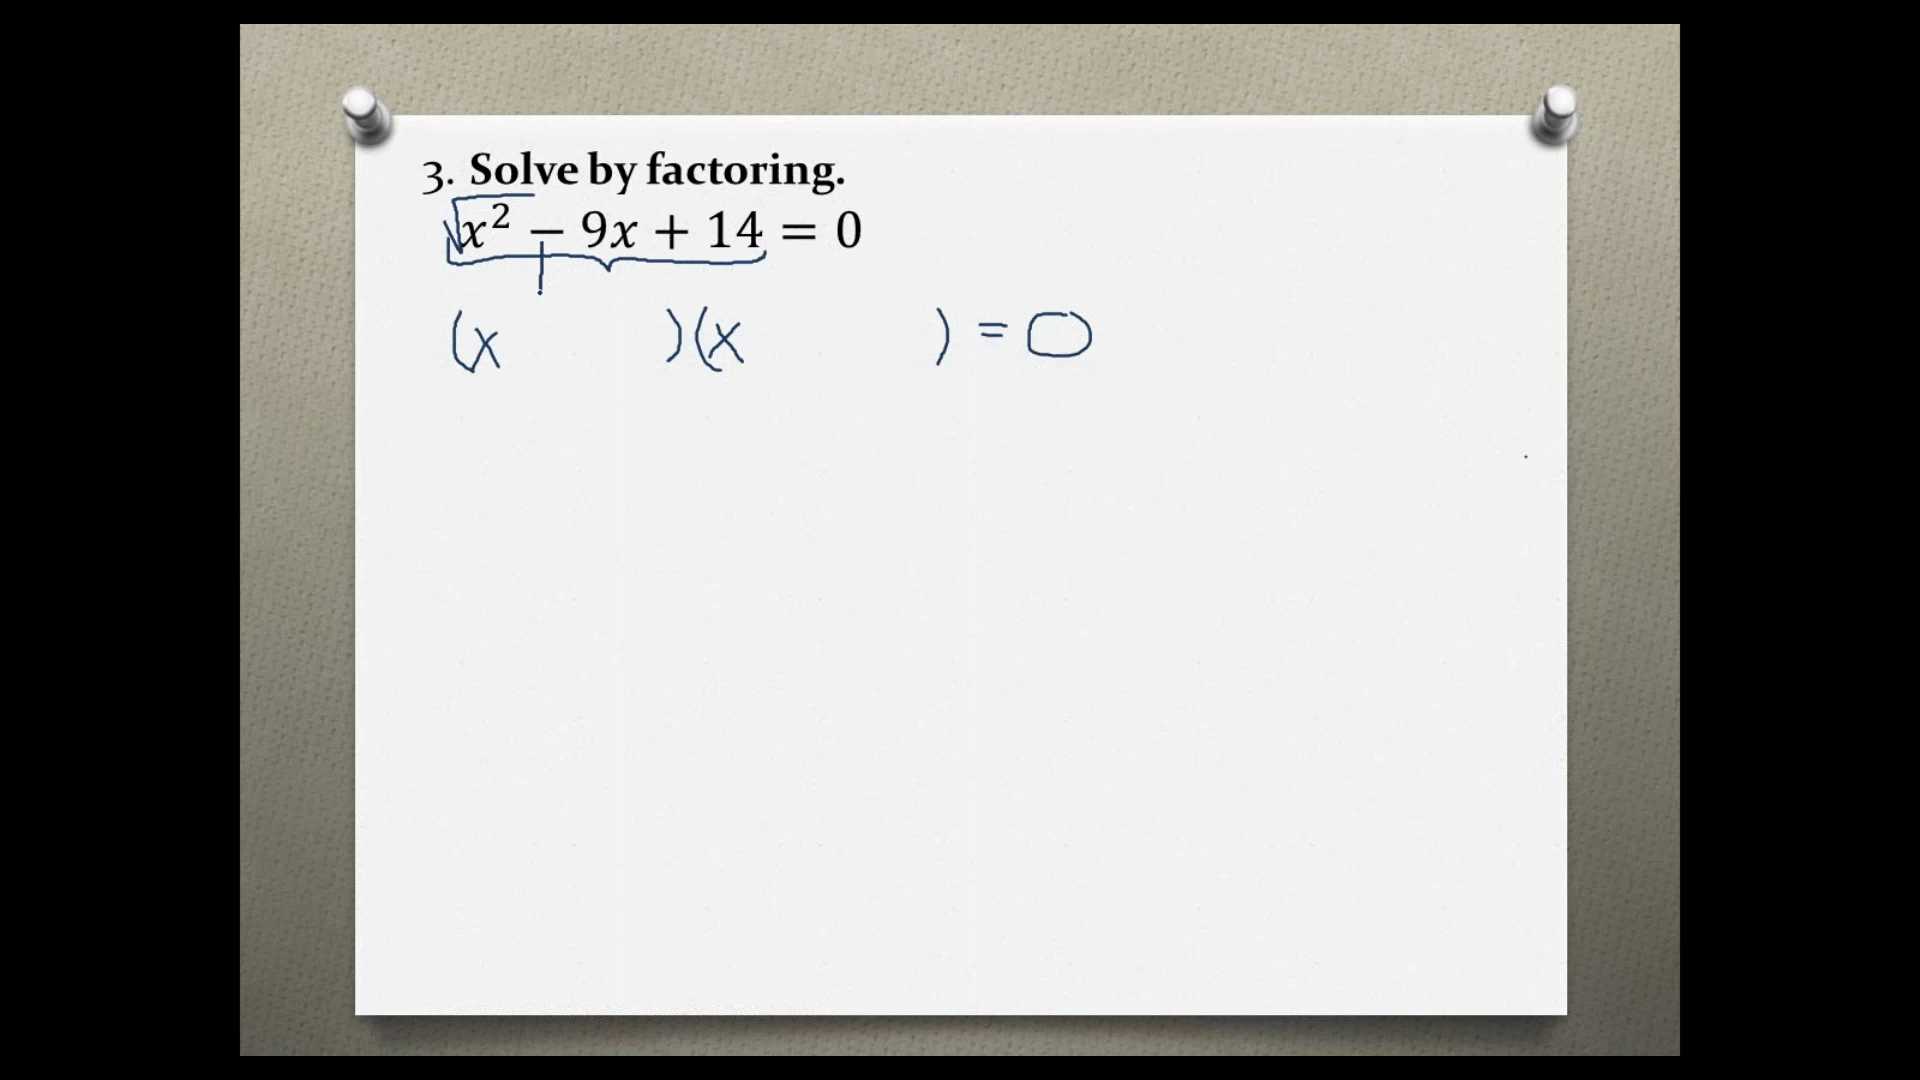 3. Solve by factoring.
x² − 9x + 14 = 0
(x )(x ) = 0